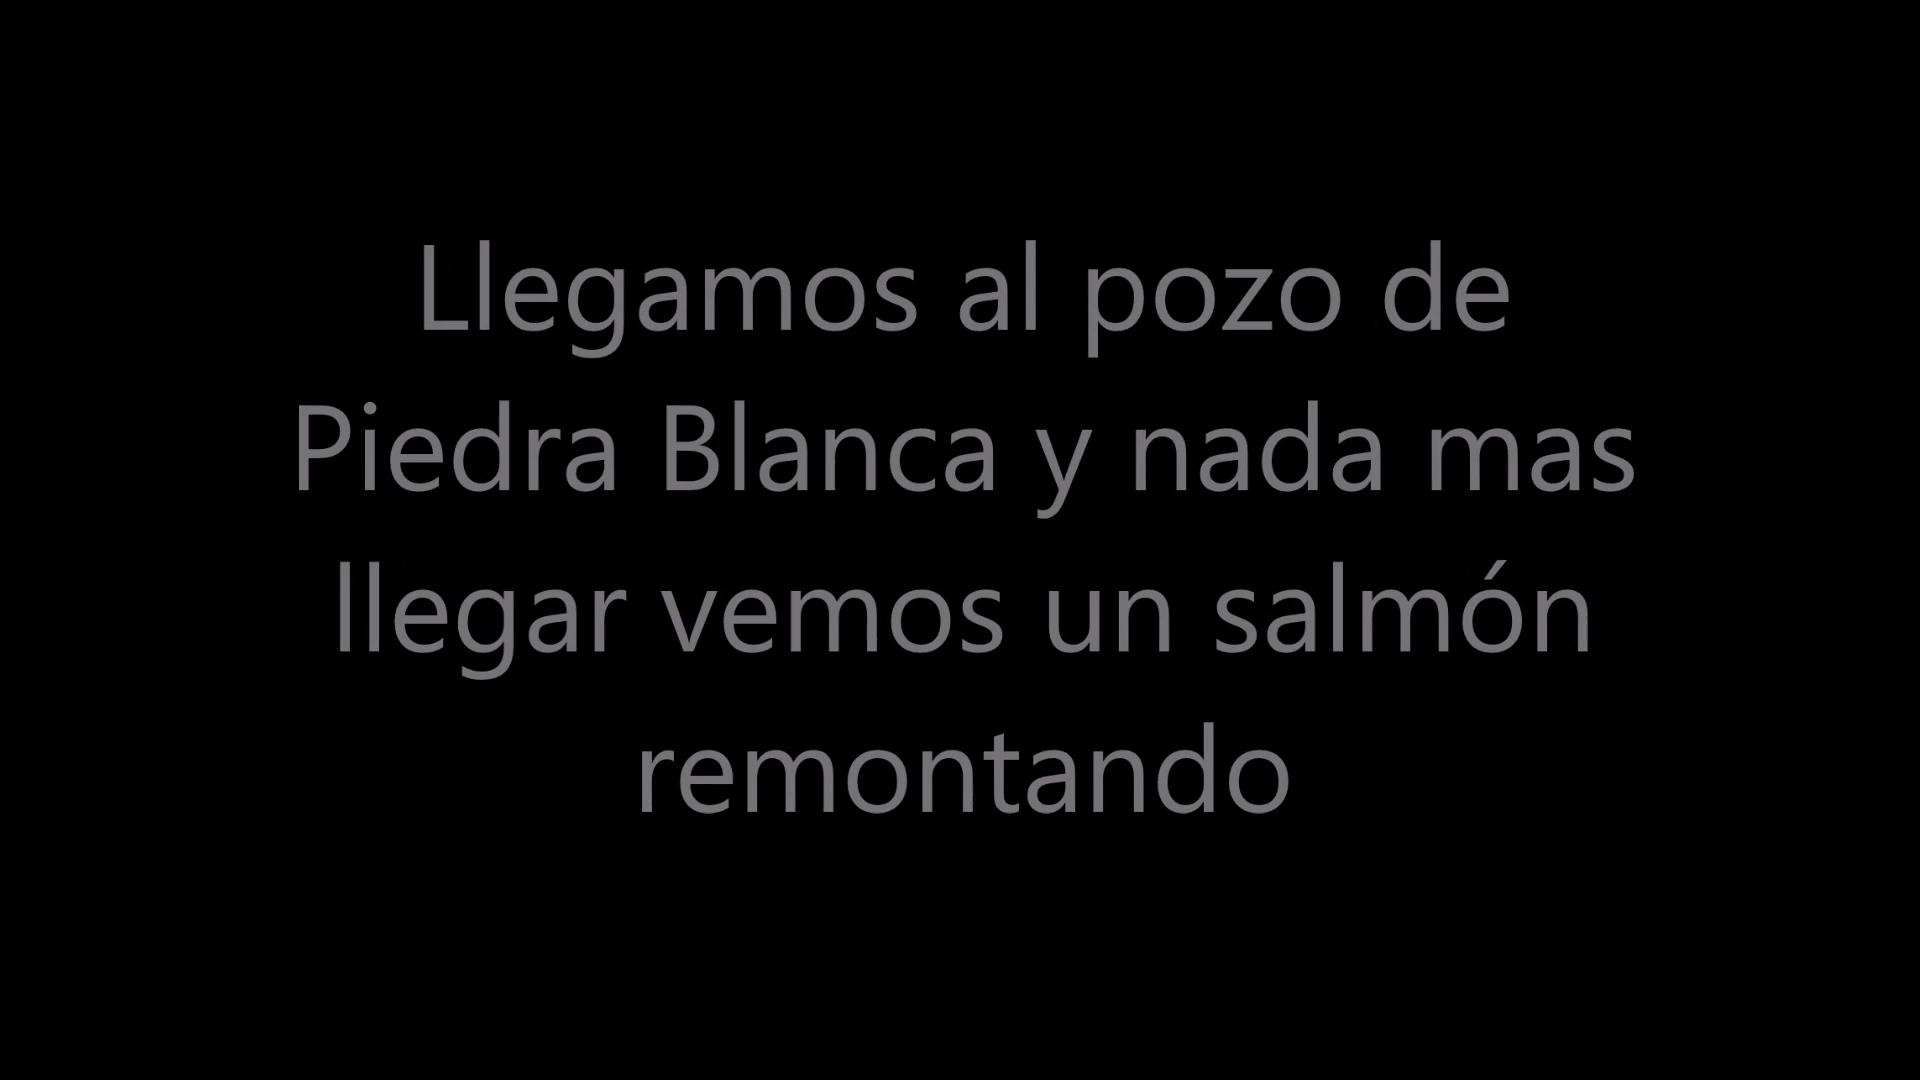 Llegamos al pozo de
Piedra Blanca y nada mas
llegar vemos un salmón
remontando